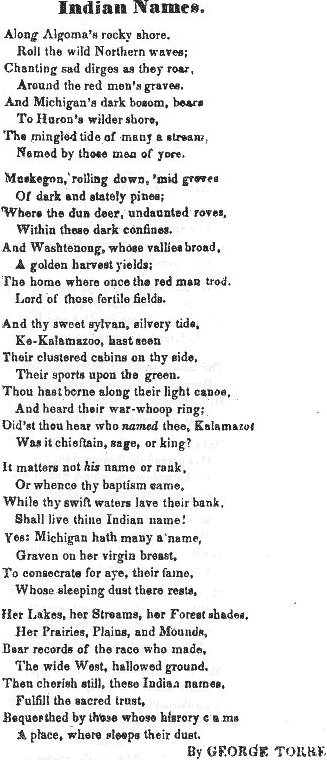 Indian Names.
Along Algoma's rocky shore.
Roll the wild Northern waves;
Chanting sad dirges as they roar,
Around the red men's graves.
And Michigan's dark bosom, bears
To Huron's wilder shore,
The mingled tide of many a stream,
Named by those men of yore.
Muskegon, rolling down, 'mid groves
Of dark and stately pines;
Where the dun deer, undaunted roves,
Within these dark confines.
And Washtenong, whose vallies broad,
A golden harvest yields;
The home where once the red man trod.
Lord of those fertile fields.
And thy sweet sylvan, silvery tide,
Ke-Kalamazoo, hast seen
Their clustered cabins on thy side,
Their sports upon the green.
Thou hast borne along their light canoe,
And heard their war-whoop ring;
Did'st thou hear who named thee, Kalamazoo
Was it chieftain, sage, or king?
It matters not his name or rank,
Or whence thy baptism came,
While thy swift waters lave their bank,
Shall live thine Indian name!
Yes: Michigan hath many a name,
Graven on her virgin breast,
To consecrate for aye, their fame,
Whose sleeping dust there rests,
Her Lakes, her Streams, her Forest shades.
Her Prairies, Plains, and Mounds,
Bear records of the race who made,
The wide West, hallowed ground.
Then cherish still, these Indian names,
Fulfill the sacred trust,
Bequesthed by those whose hisrory c a ms
A place, where sleeps their dust.
By GEORGE TORRE